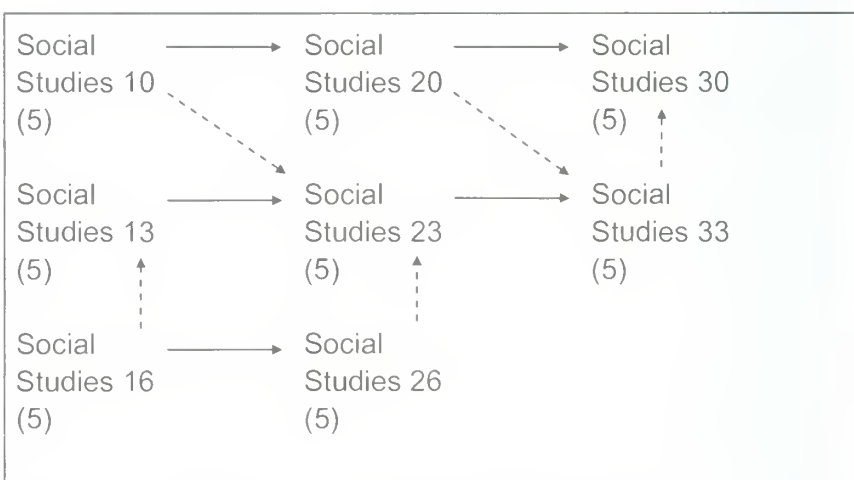 Social
Studies 10
(5)
Social
Studies 20
(5)
Social
Studies 30
(5)
Social
Studies 13
(5)
Social
Studies 23
(5)
Social
Studies 33
(5)
Social
Studies 16
(5)
Social
Studies 26
(5)